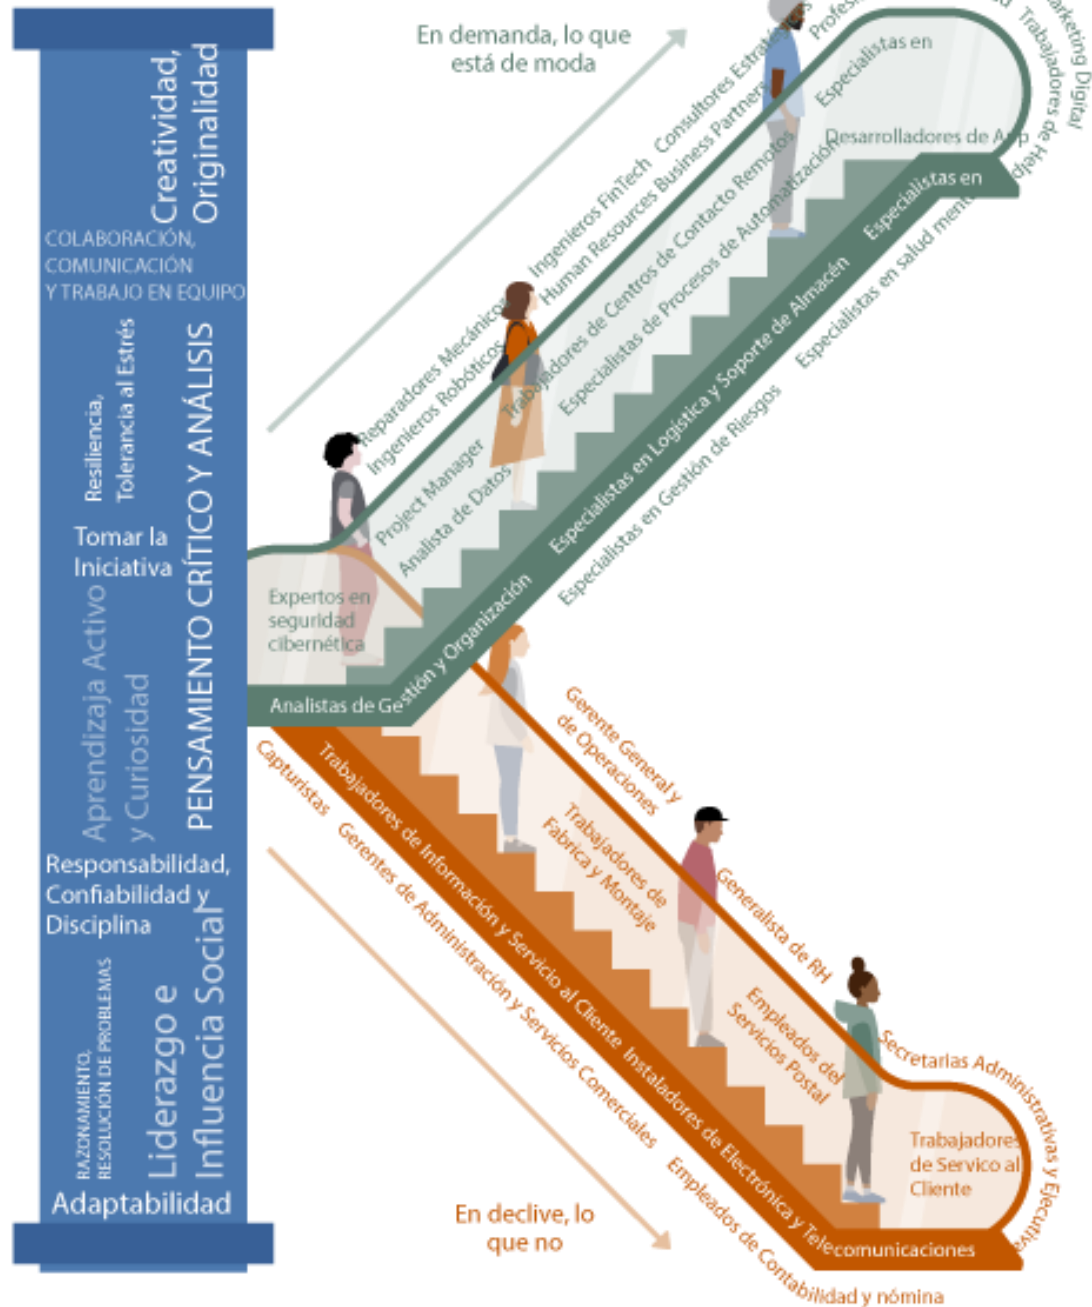 Creatividad,
Originalidad
COLABORACIÓN,
COMUNICACIÓN
Y TRABAJO EN EQUIPO
Resiliencia,
Tolerancia al Estrés
PENSAMIENTO CRÍTICO Y ANÁLISIS
Tomar la
Iniciativa
Aprendizaja Activo
y Curiosidad
Responsabilidad,
Confiabilidad y
Disciplina
RAZONAMIENTO,
RESOLUCIÓN DE PROBLEMAS
Liderazgo e
Influencia Social
Adaptabilidad
En demanda, lo que
está de moda
Reparadores Mecánicos
Ingenieros Robóticos
Ingenieros FinTech
Human Resources Business Partners
Consultores
Marketing Digital
Trabajadores de Help
Especialistas en
Desarrolladores de App
Project Manager
Analista de Datos
Trabajadores de Centros de Contacto Remotos
Especialistas de Procesos de Automatización
Expertos en
seguridad
cibernética
Analistas de Gestión y Organización
Especialistas en Logística y Soporte de Almacén
Especialistas en
Especialistas en Gestión de Riesgos
Especialistas en salud
Gerente General y
de Operaciones
Trabajadores de
Fabrica y Montaje
Generalista de RH
Empleados del
Servicios Postal
Secretarias Administrativas y Ejecutiva
Trabajadores
de Servico al
Cliente
Trabajadores de Información y Servicio al Cliente
Instaladores de Electrónica y Telecomunicaciones
Capturistas
Gerentes de Administración y Servicios Comerciales
Empleados de Contabilidad y nómina
En declive, lo
que no